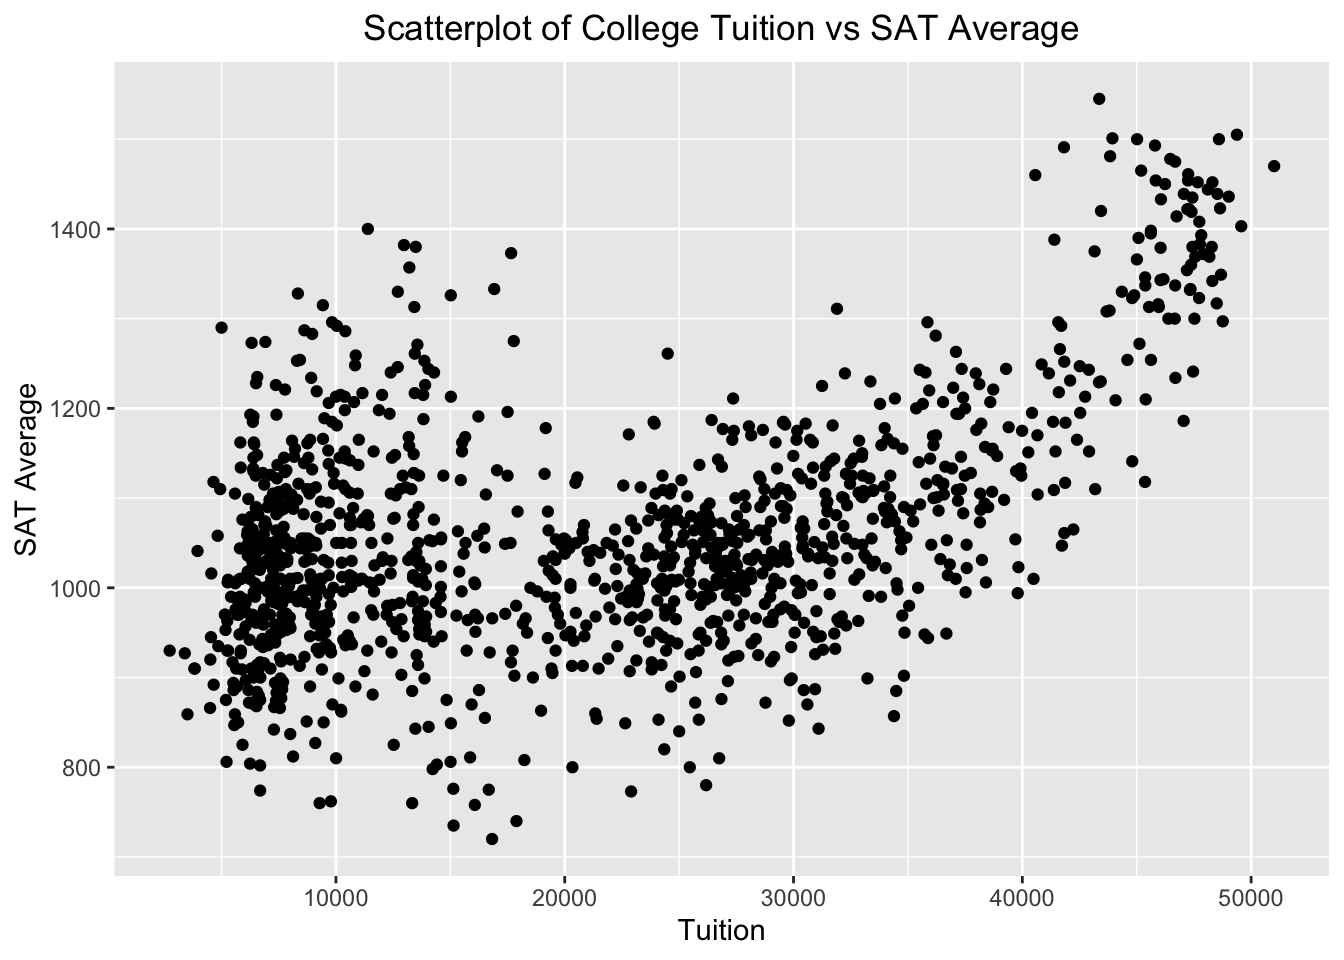 Scatterplot of College Tuition vs SAT Average
1400
1200
1000
800
SAT Average
10000 20000 30000 40000 50000
Tuition